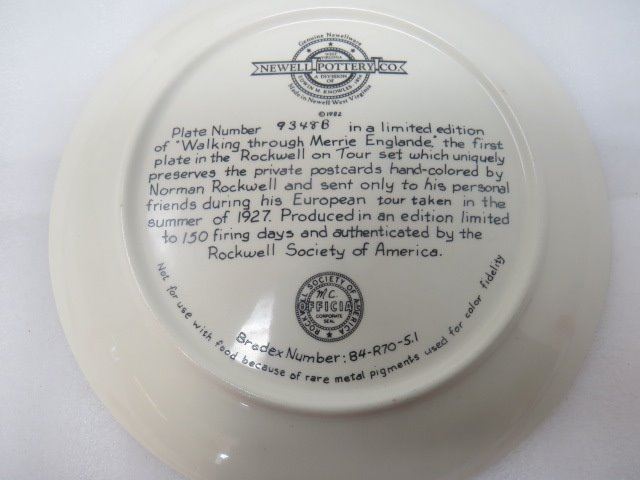 Genuine Newellware
WEST VIRGINIA
NEWELL POTTERY CO.
A DIVISION OF
EDWIN M. KNOWLES
Made in Newell West Virginia
©1982
Plate Number 9348B in a limited edition
of "Walking through Merrie Englande," the first
plate in the Rockwell on Tour set which uniquely
preserves the private postcards hand-colored by
Norman Rockwell and sent only to his personal
friends during his European tour taken in the
summer of 1927. Produced in an edition limited
to 150 firing days and authenticated by the
Rockwell Society of America.
ROCKWELL SOCIETY OF AMERICA
M.C.
OFFICIAL
CORPORATE
SEAL
Bradex Number: 84-R70-5.1
Not for use with food because of rare metal pigments used for color fidelity